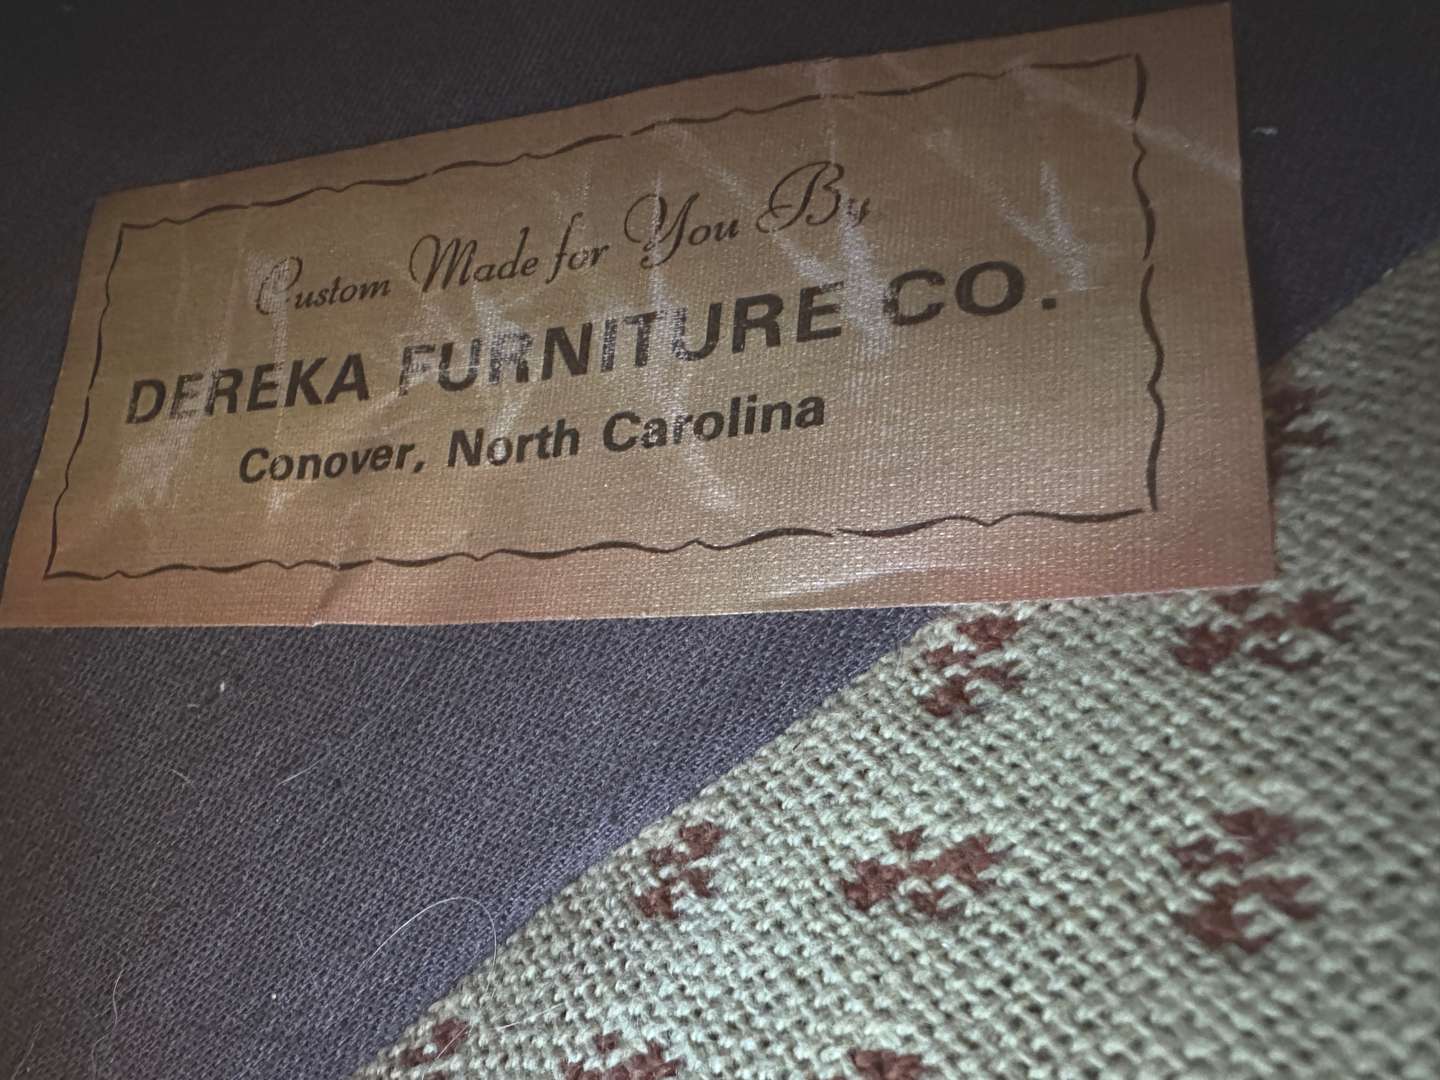 Custom Made for You By
DEREKA FURNITURE CO.
Conover, North Carolina